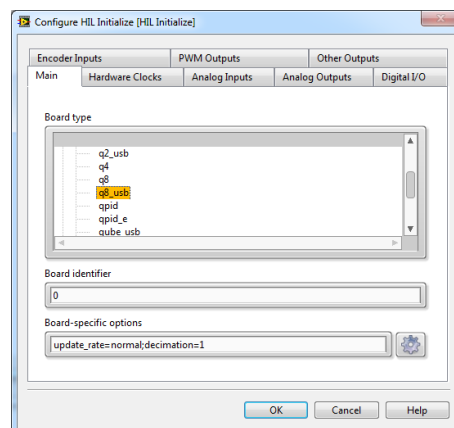 Configure HIL Initialize [HIL Initialize]
Encoder Inputs PWM Outputs Other Outputs
Main Hardware Clocks Analog Inputs Analog Outputs Digital I/O
Board type
q2_usb
q4
q8
q8_usb
qpid
qpid_e
qube_usb
Board identifier
0
Board-specific options
update_rate=normal;decimation=1
OK Cancel Help